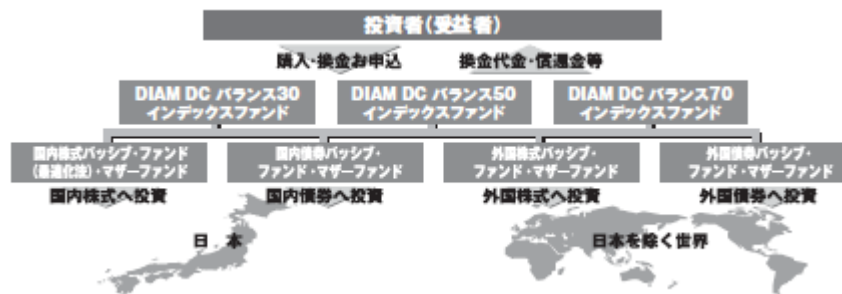 投資者(受益者)
購入・換金お申込 換金代金・償還金等
DIAM DC バランス30
インデックスファンド
DIAM DC バランス50
インデックスファンド
DIAM DC バランス70
インデックスファンド
国内株式パッシブ・ファンド
(最適化法)・マザーファンド
国内債券パッシブ・
ファンド・マザーファンド
外国株式パッシブ・
ファンド・マザーファンド
外国債券パッシブ・
ファンド・マザーファンド
国内株式へ投資 国内債券へ投資 外国株式へ投資 外国債券へ投資
日 本 日本を除く世界